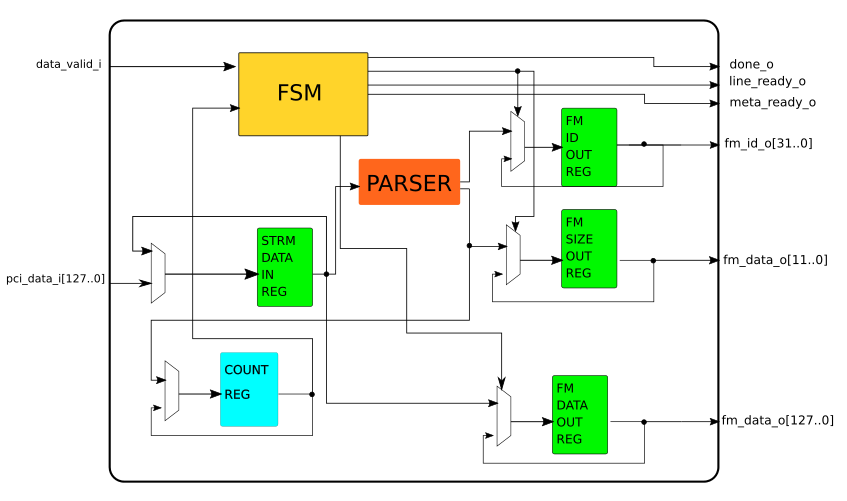 data_valid_i
FSM
done_o
line_ready_o
meta_ready_o
FM
ID
OUT
REG
fm_id_o[31..0]
PARSER
STRM
DATA
IN
REG
FM
SIZE
OUT
REG
fm_data_o[11..0]
pci_data_i[127..0]
COUNT
REG
FM
DATA
OUT
REG
fm_data_o[127..0]